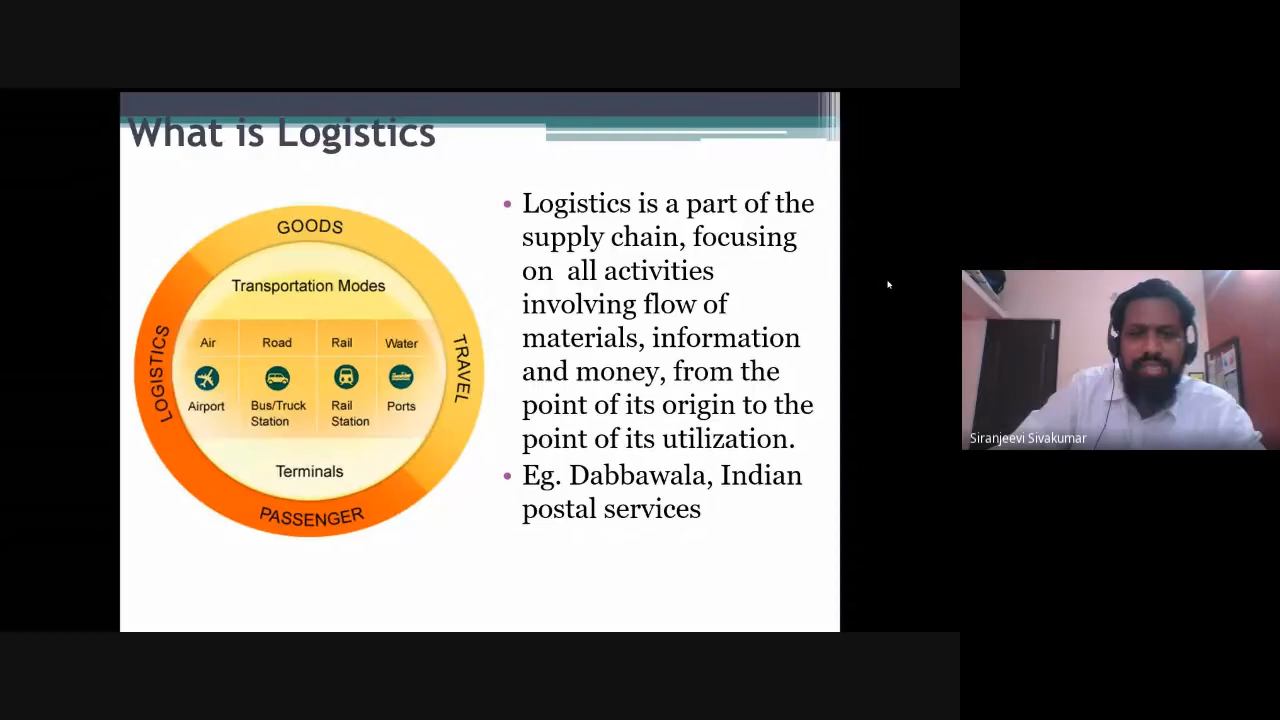 What is Logistics
GOODS
Transportation Modes
Air Road Rail Water
Airport Bus/Truck Rail Ports
Station Station
Terminals
LOGISTICS
TRAVEL
PASSENGER
• Logistics is a part of the
supply chain, focusing
on all activities
involving flow of
materials, information
and money, from the
point of its origin to the
point of its utilization.
• Eg. Dabbawala, Indian
postal services
Siranjeevi Sivakumar